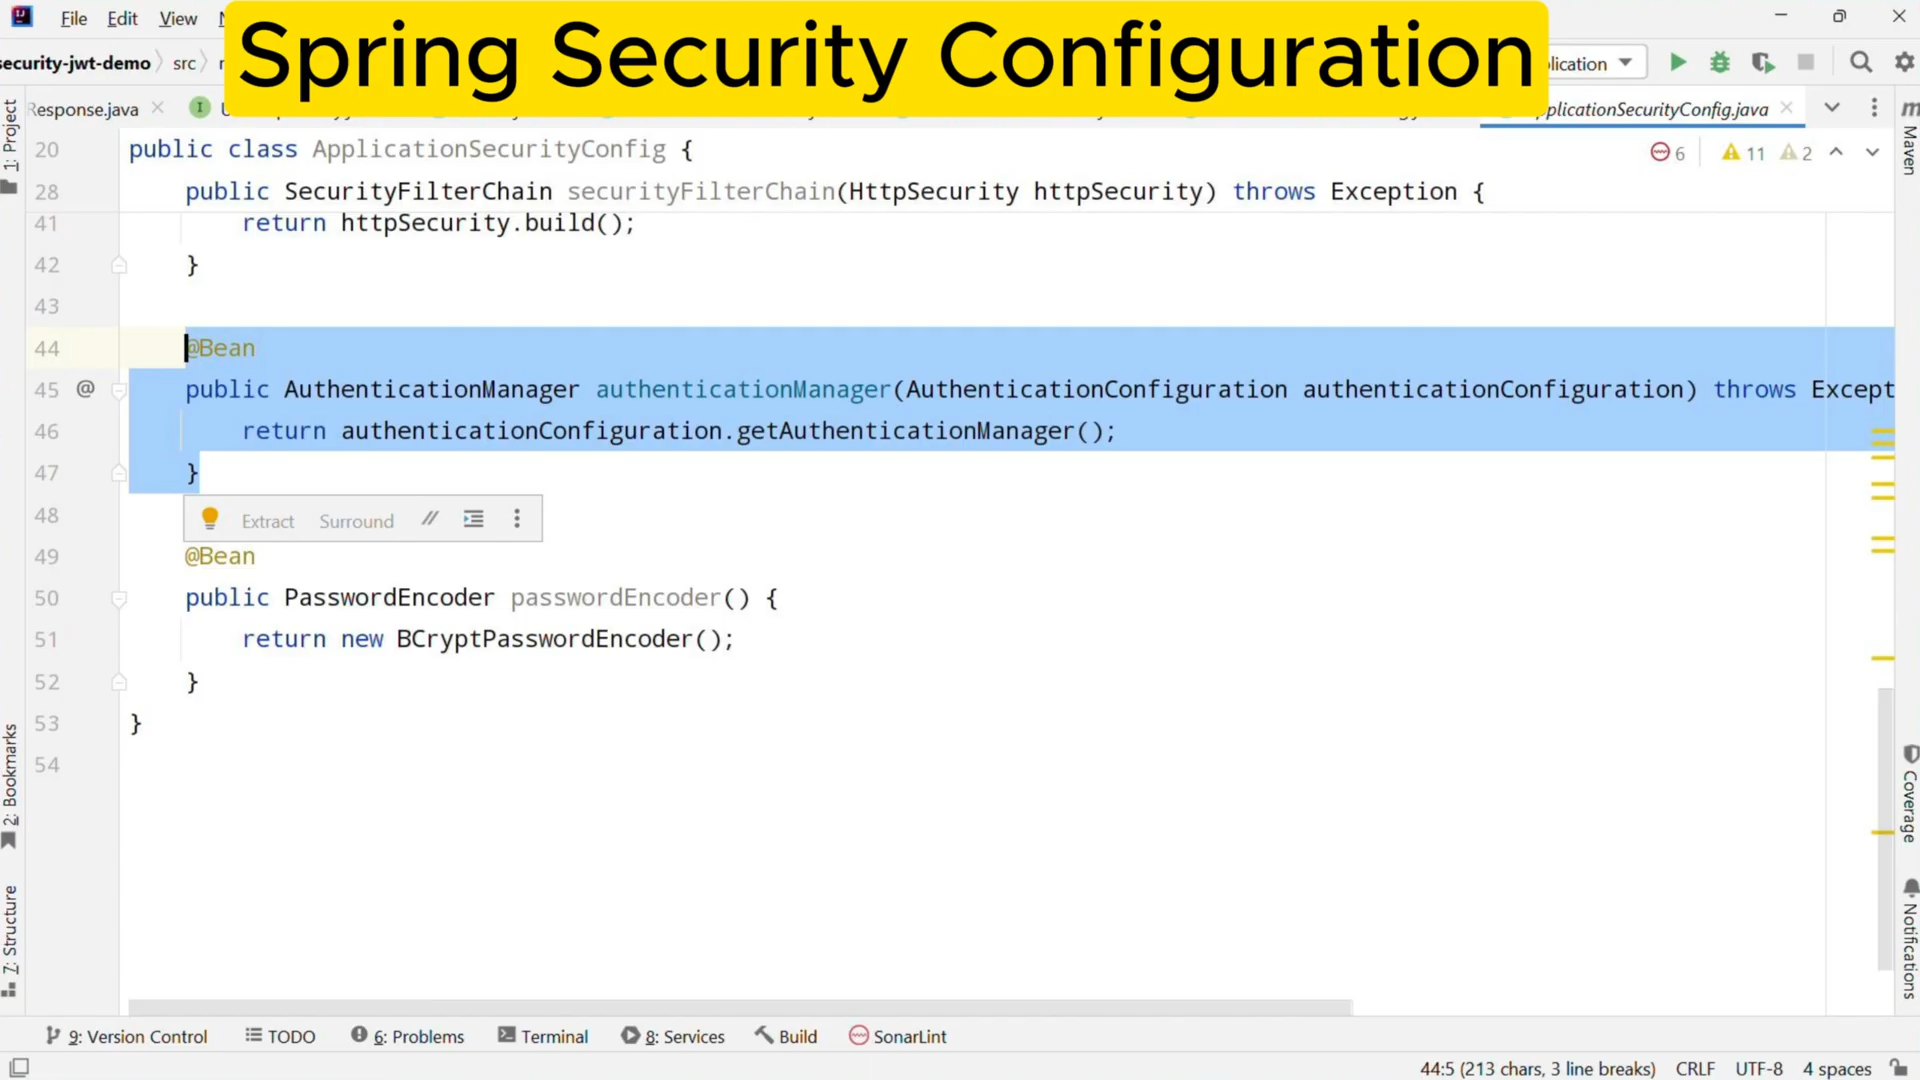 File Edit View
Spring Security Configuration
security-jwt-demo src
lication
Response.java
plicationSecurityConfig.java
1: Project
Maven
20 public class ApplicationSecurityConfig {
6 11 2
28 public SecurityFilterChain securityFilterChain(HttpSecurity httpSecurity) throws Exception {
41 return httpSecurity.build();
42 }
43
44 @Bean
45 @ public AuthenticationManager authenticationManager(AuthenticationConfiguration authenticationConfiguration) throws Except
46 return authenticationConfiguration.getAuthenticationManager();
47 }
48
Extract Surround //
49 @Bean
50 public PasswordEncoder passwordEncoder() {
51 return new BCryptPasswordEncoder();
52 }
53 }
54
2: Bookmarks
Coverage
7: Structure
Notifications
9: Version Control TODO 6: Problems Terminal 8: Services Build SonarLint
44:5 (213 chars, 3 line breaks) CRLF UTF-8 4 spaces